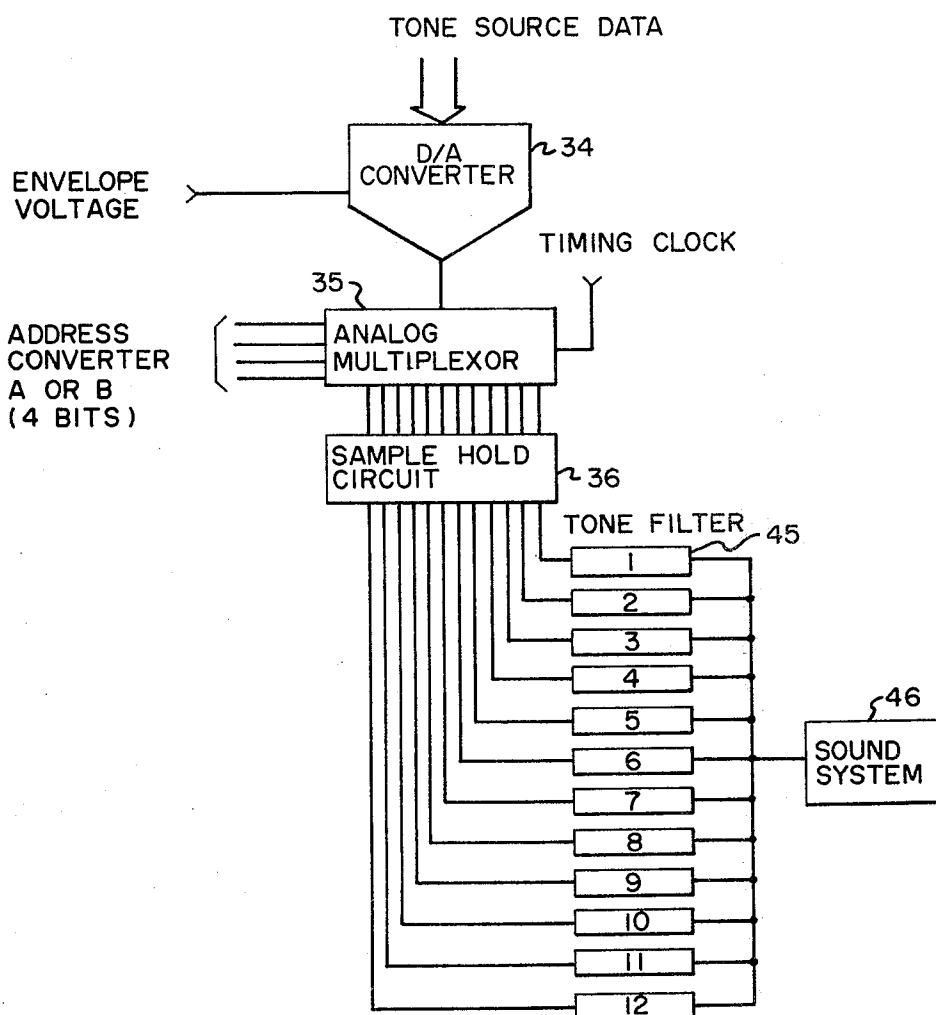 TONE SOURCE DATA
D/A
CONVERTER
34
ENVELOPE
VOLTAGE
TIMING CLOCK
35
ADDRESS
CONVERTER
A OR B
(4 BITS)
ANALOG
MULTIPLEXOR
SAMPLE HOLD
CIRCUIT
36
TONE FILTER
45
1
2
3
4
5
6
7
8
9
10
11
12
46
SOUND
SYSTEM